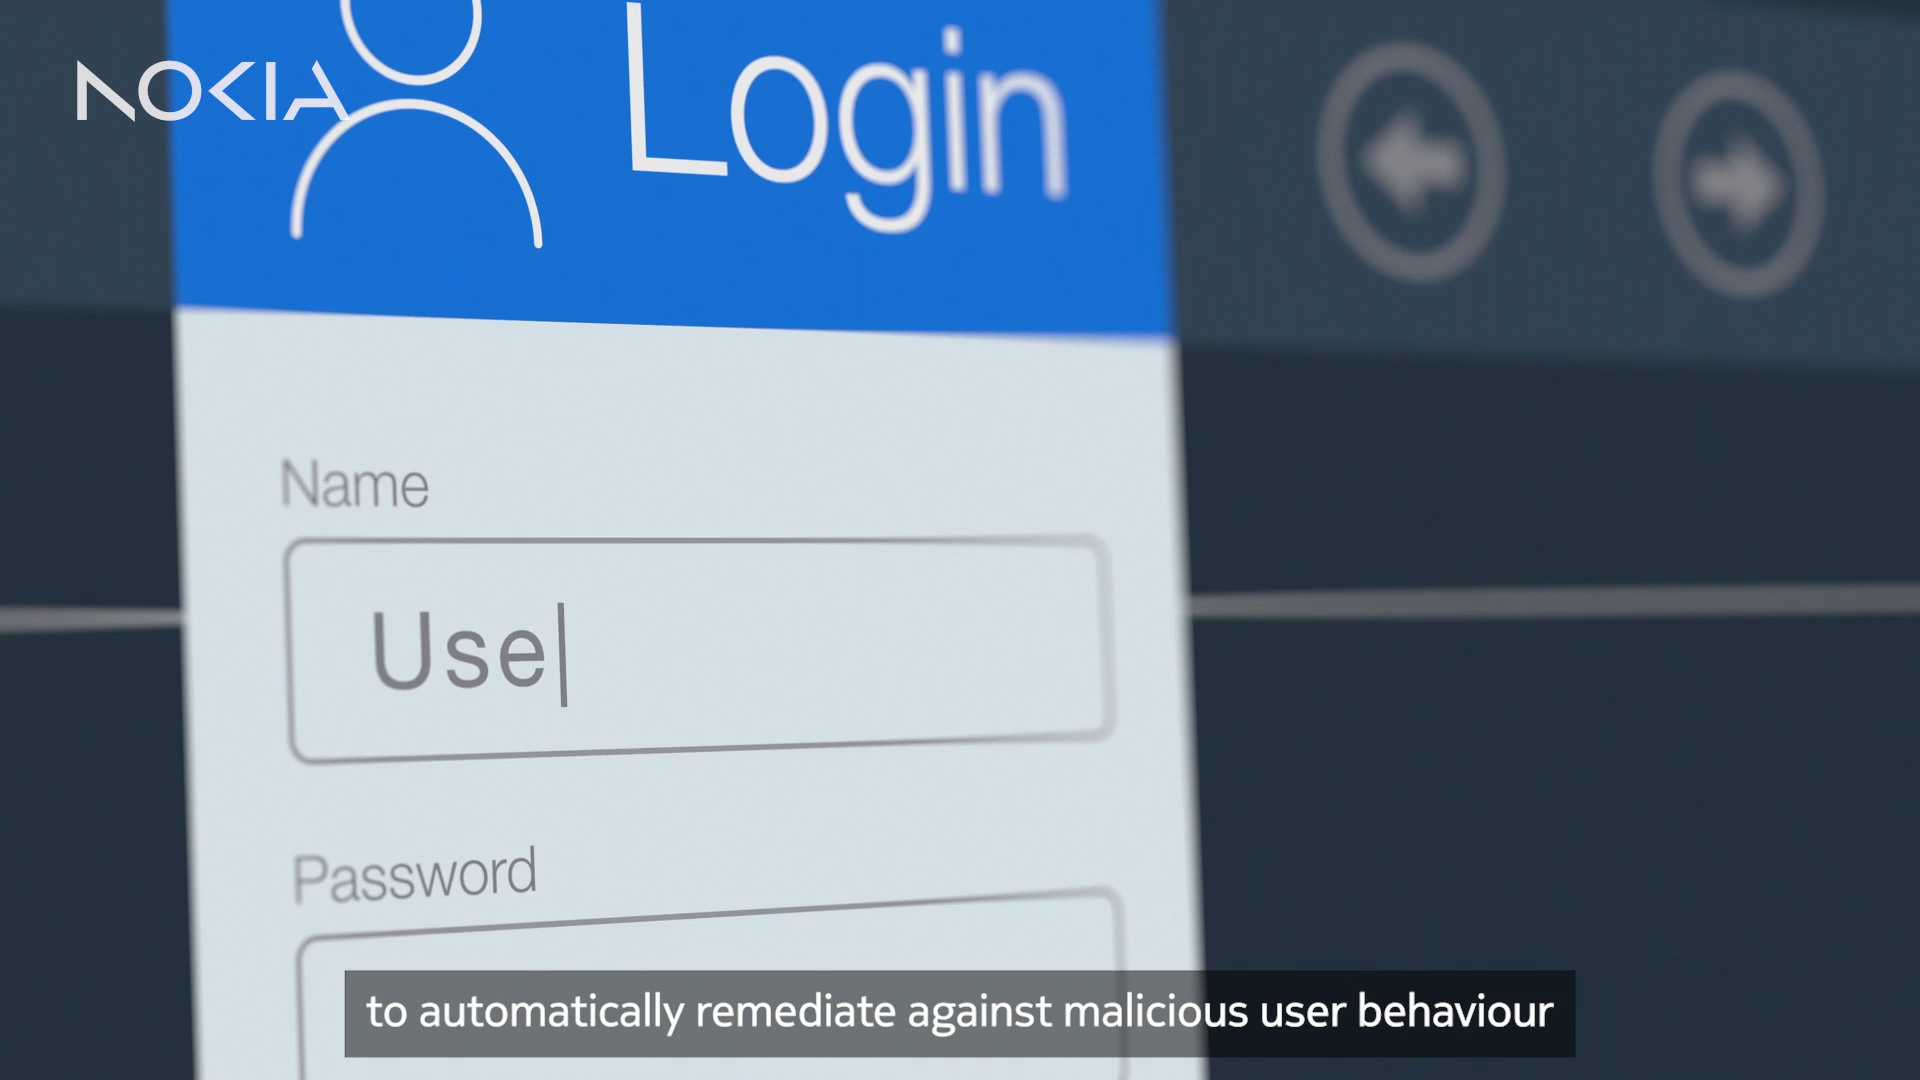 NOKIA
Login
Name
Use
Password
to automatically remediate against malicious user behaviour